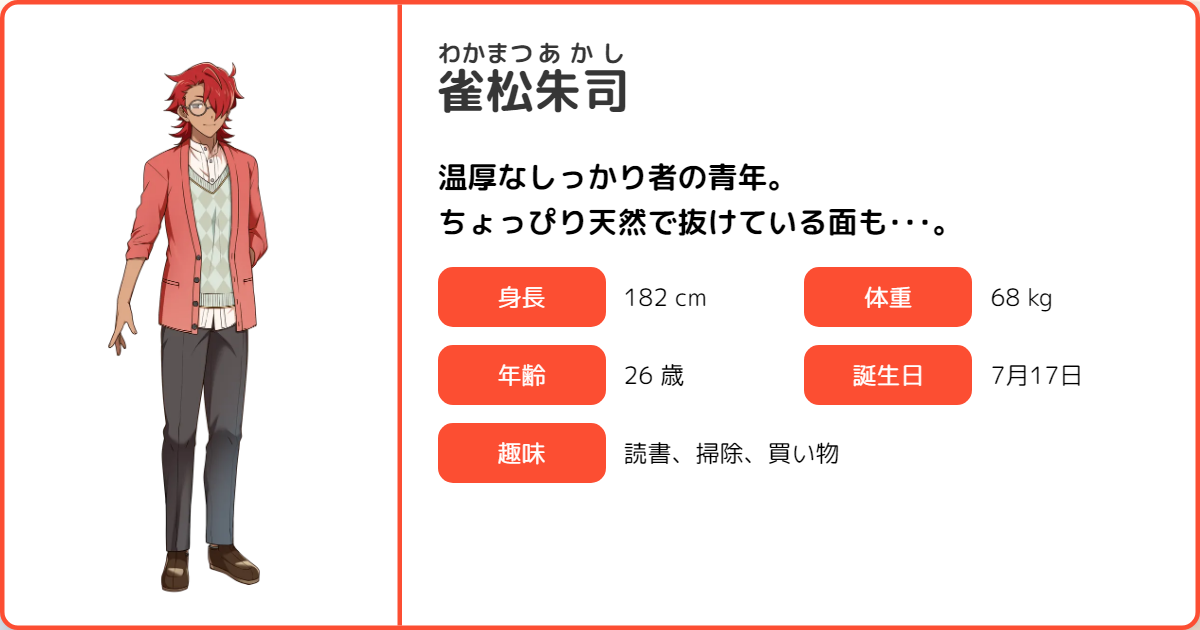 わかまつあかし
雀松朱司
温厚なしっかり者の青年。
ちょっぴり天然で抜けている面も･･･。
身長 182 cm 体重 68 kg
年齢 26 歳 誕生日 7月17日
趣味 読書、掃除、買い物